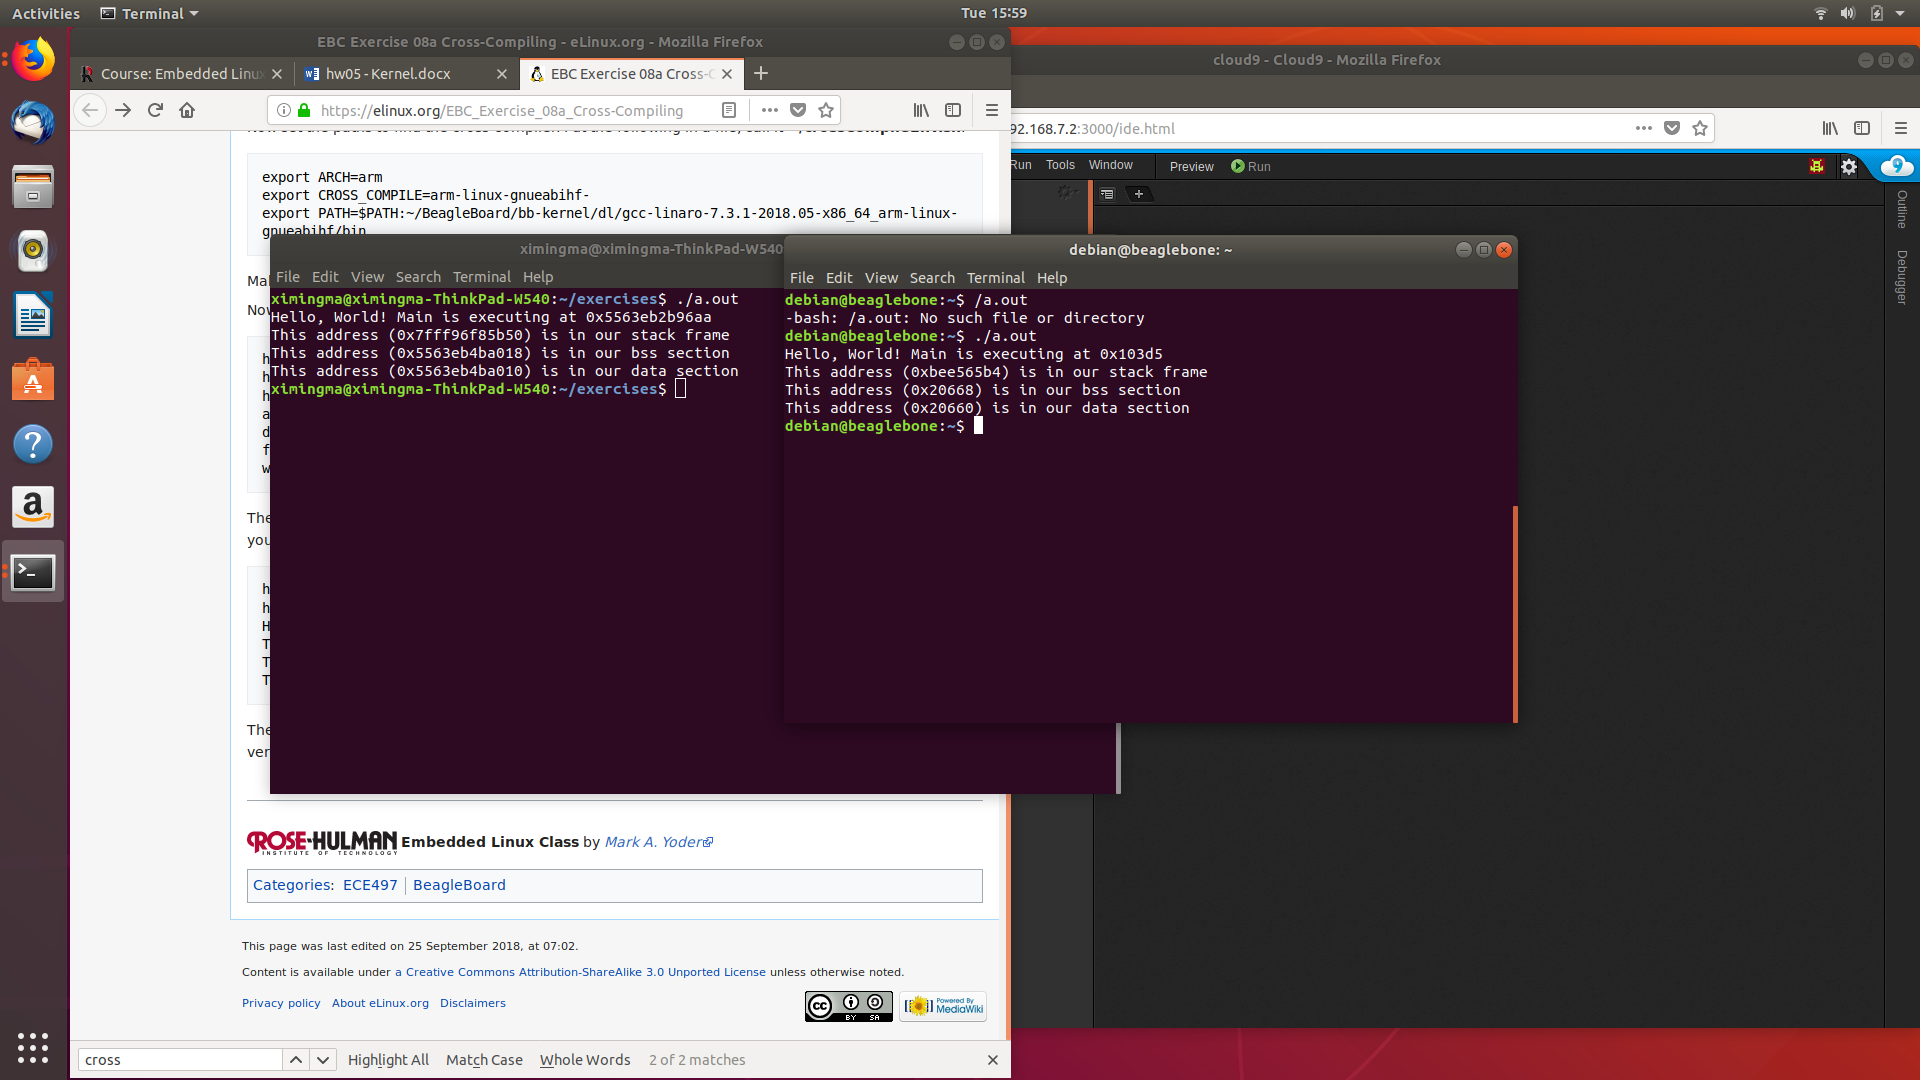 Activities
Terminal
Tue 15:59
EBC Exercise 08a Cross-Compiling - eLinux.org - Mozilla Firefox
Course: Embedded Linu
hw05 - Kernel.docx
EBC Exercise 08a Cross-C
https://elinux.org/EBC_Exercise_08a_Cross-Compiling
export ARCH=arm
export CROSS_COMPILE=arm-linux-gnueabihf-
export PATH=$PATH:~/BeagleBoard/bb-kernel/dl/gcc-linaro-7.3.1-2018.05-x86_64_arm-linux-
gnueabihf/bin
cloud9 - Cloud9 - Mozilla Firefox
92.168.7.2:3000/ide.html
Run Tools Window Preview Run
Outline
Debugger
ximingma@ximingma-ThinkPad-W540
File Edit View Search Terminal Help
ximingma@ximingma-ThinkPad-W540:~/exercises$ ./a.out
Hello, World! Main is executing at 0x5563eb2b96aa
This address (0x7fff96f85b50) is in our stack frame
This address (0x5563eb4ba018) is in our bss section
This address (0x5563eb4ba010) is in our data section
ximingma@ximingma-ThinkPad-W540:~/exercises$
debian@beaglebone: ~
File Edit View Search Terminal Help
debian@beaglebone:~$ /a.out
-bash: /a.out: No such file or directory
debian@beaglebone:~$ ./a.out
Hello, World! Main is executing at 0x103d5
This address (0xbee565b4) is in our stack frame
This address (0x20668) is in our bss section
This address (0x20660) is in our data section
debian@beaglebone:~$
ROSE-HULMAN
INSTITUTE OF TECHNOLOGY
Embedded Linux Class by Mark A. Yoder
Categories: ECE497 | BeagleBoard
This page was last edited on 25 September 2018, at 07:02.
Content is available under a Creative Commons Attribution-ShareAlike 3.0 Unported License unless otherwise noted.
Privacy policy About eLinux.org Disclaimers
cc BY SA
Powered By MediaWiki
cross
Highlight All
Match Case
Whole Words
2 of 2 matches